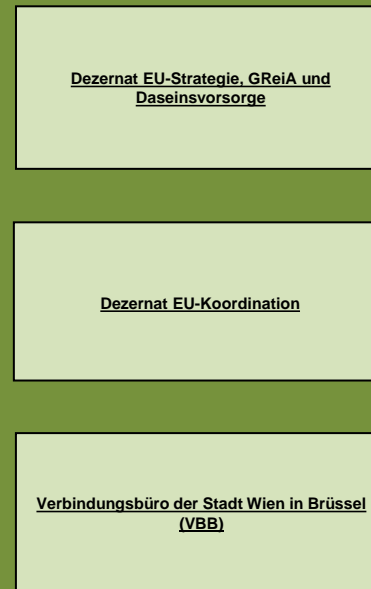 Dezernat EU-Strategie, GReiA und
Daseinsvorsorge
Dezernat EU-Koordination
Verbindungsbüro der Stadt Wien in Brüssel
(VBB)